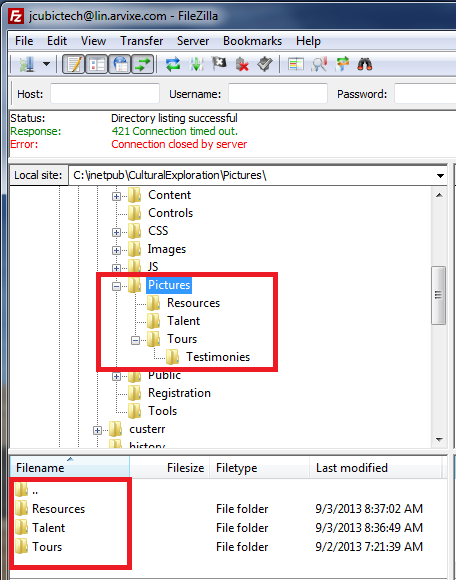 jcubictech@lin.arvixe.com - FileZilla
File Edit View Transfer Server Bookmarks Help
Host: Username: Password:
Status: Directory listing successful
Response: 421 Connection timed out.
Error: Connection closed by server
Local site: C:\inetpub\CulturalExploration\Pictures\
Content
Controls
CSS
Images
JS
Pictures
Resources
Talent
Tours
Testimonies
Public
Registration
Tools
custerr
history
Filename Filesize Filetype Last modified
..
Resources File folder 9/3/2013 8:37:02 AM
Talent File folder 9/3/2013 8:36:49 AM
Tours File folder 9/2/2013 7:21:39 AM